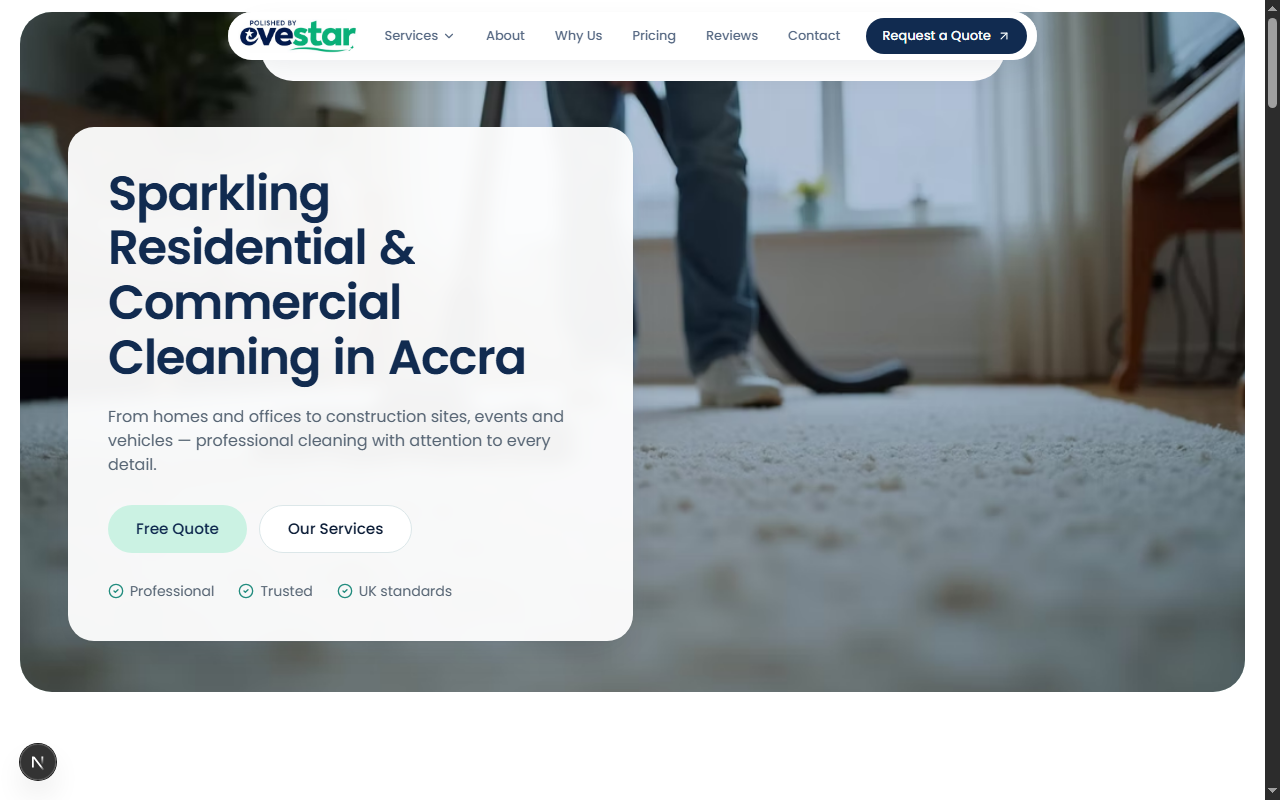 POLISHED BY
evestar
Services
About
Why Us
Pricing
Reviews
Contact
Request a Quote
Sparkling
Residential &
Commercial
Cleaning in Accra
From homes and offices to construction sites, events and
vehicles — professional cleaning with attention to every
detail.
Free Quote
Our Services
Professional
Trusted
UK standards
N